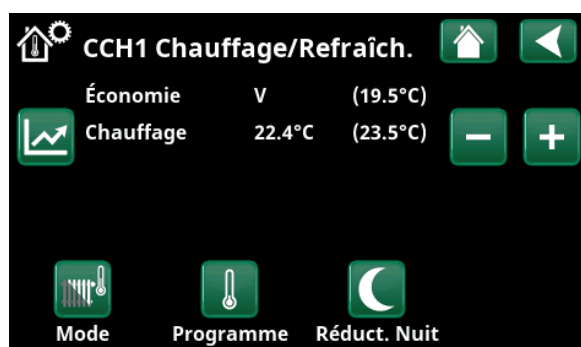 CCH1 Chauffage/Refraîch.
Économie V (19.5°C)
Chauffage 22.4°C (23.5°C)
Mode Programme Réduct. Nuit